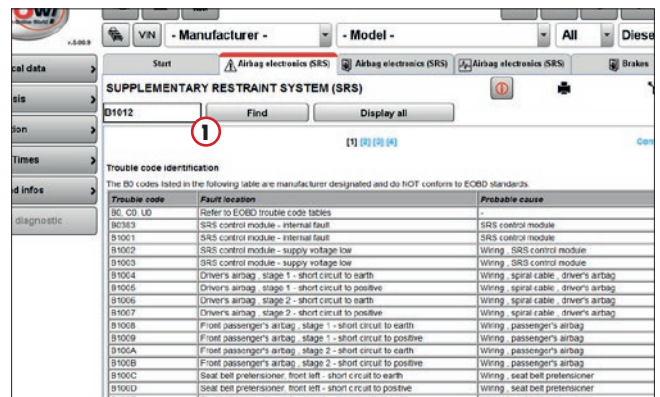 OW!
v.5.00.9
VIN - Manufacturer - - Model - All Diese
cal data
sis
ion
Times
d infos
diagnostic
Start Airbag electronics (SRS) Airbag electronics (SRS) Airbag electronics (SRS) Brakes
SUPPLEMENTARY RESTRAINT SYSTEM (SRS)
B1012 Find Display all
1
[1] [2] [3] [4] Con
Trouble code identification
The B0 codes listed in the following table are manufacturer designated and do NOT conform to EOBD standards.
Trouble code Fault location Probable cause
B0, C0, U0 Refer to EOBD trouble code tables -
B0383 SRS control module - internal fault SRS control module
B1001 SRS control module - internal fault SRS control module
B1002 SRS control module - supply voltage low Wiring , SRS control module
B1003 SRS control module - supply voltage low Wiring , SRS control module
B1004 Driver's airbag , stage 1 - short circuit to earth Wiring , spiral cable , driver's airbag
B1005 Driver's airbag , stage 1 - short circuit to positive Wiring , spiral cable , driver's airbag
B1006 Driver's airbag , stage 2 - short circuit to earth Wiring , spiral cable , driver's airbag
B1007 Driver's airbag , stage 2 - short circuit to positive Wiring , spiral cable , driver's airbag
B1008 Front passenger's airbag , stage 1 - short circuit to earth Wiring , passenger's airbag
B1009 Front passenger's airbag , stage 1 - short circuit to positive Wiring , passenger's airbag
B100A Front passenger's airbag , stage 2 - short circuit to earth Wiring , passenger's airbag
B100B Front passenger's airbag , stage 2 - short circuit to positive Wiring , passenger's airbag
B100C Seat belt pretensioner, front left - short circuit to earth Wiring , seat belt pretensioner
B100D Seat belt pretensioner, front left - short circuit to positive Wiring , seat belt pretensioner